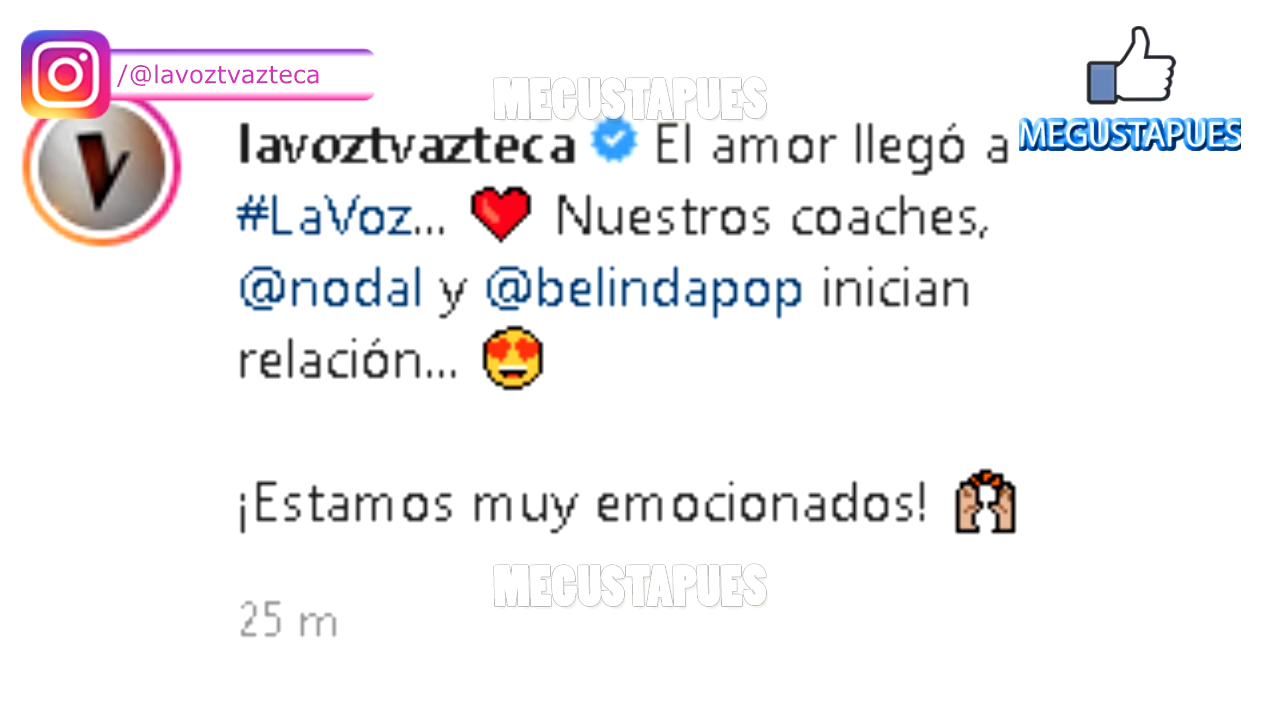 /@lavoztvazteca
MEGUSTAPUES
MEGUSTAPUES
lavoztvazteca El amor llegó a
#LaVoz... ❤️ Nuestros coaches,
@nodal y @belindapop inician
relación... 😍
¡Estamos muy emocionados! 🙌🏼
MEGUSTAPUES
25 m